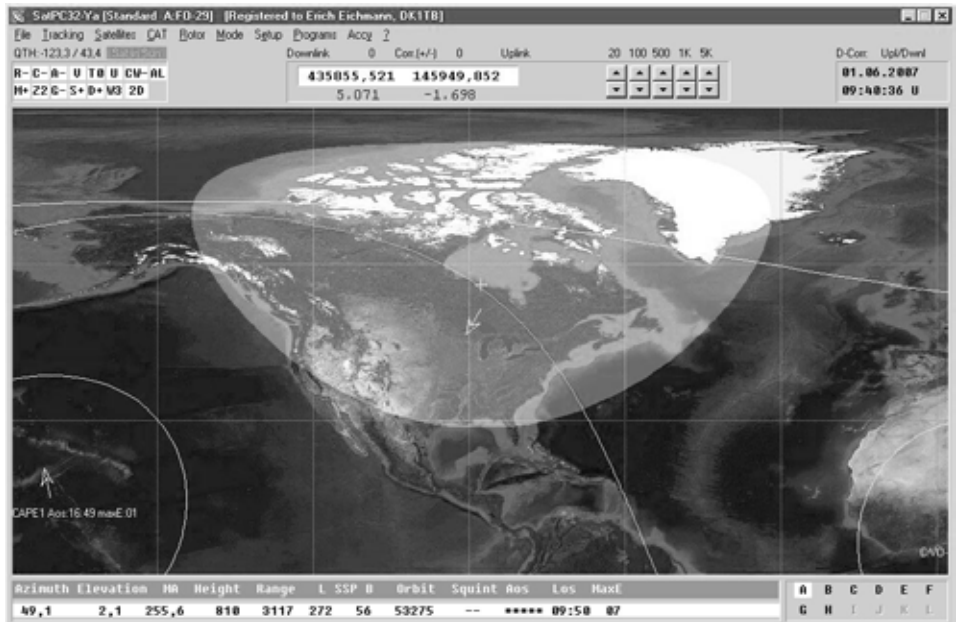 SatPC32-Ya [Standard A:FO-29] [Registered to Erich Eichmann, DK1TB]
File Tracking Satellites CAT Rotor Mode Setup Programs Accy ?
QTH:-123,3 / 43,4
Downlink 0 Corr.(+/-) 0 Uplink
20 100 500 1K 5K
D-Corr: Upl/Dwnl
R- C- A- V T0 U CW-AL
M+ Z2 G- S+ D+ W3 2D
435855,521 145949,852
5.071 -1.698
01.06.2007
09:40:36 U
CAPE1 Aos:16:49 maxE:01
Azimuth Elevation MA Height Range L SSP B Orbit Squint Aos Los MaxE
49,1 2,1 255,6 810 3117 272 56 53275 -- ***** 09:50 07
A B C D E F
G H I J K L